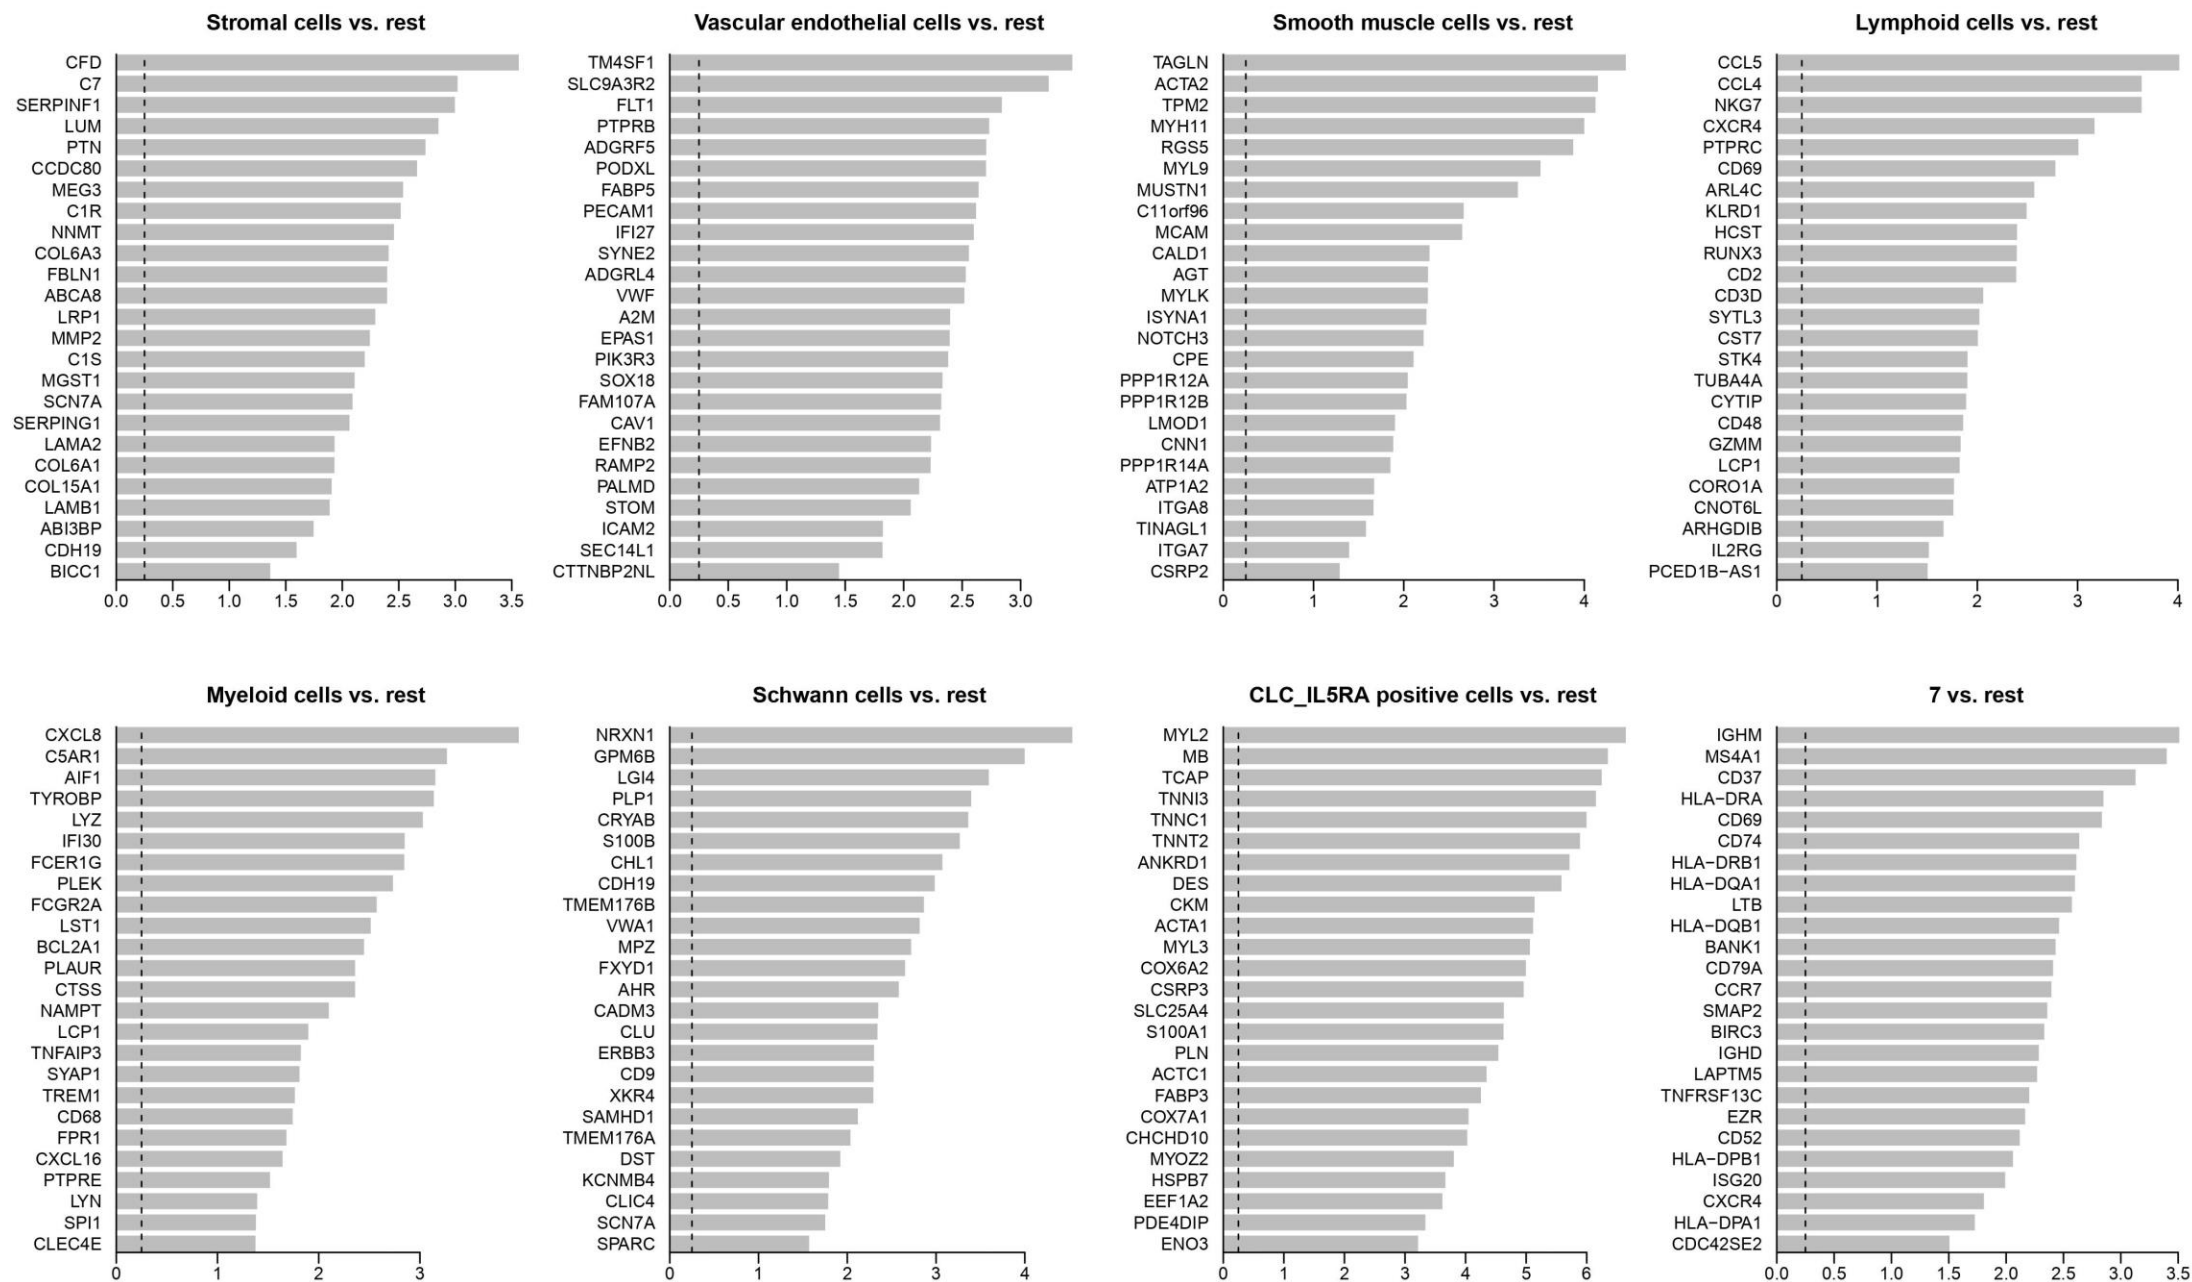 Stromal cells vs. rest
CFD
C7
SERPINF1
LUM
PTN
CCDC80
MEG3
C1R
NNMT
COL6A3
FBLN1
ABCA8
LRP1
MMP2
C1S
MGST1
SCN7A
SERPING1
LAMA2
COL6A1
COL15A1
LAMB1
ABI3BP
CDH19
BICC1
0.0 0.5 1.0 1.5 2.0 2.5 3.0 3.5
Vascular endothelial cells vs. rest
TM4SF1
SLC9A3R2
FLT1
PTPRB
ADGRF5
PODXL
FABP5
PECAM1
IFI27
SYNE2
ADGRL4
VWF
A2M
EPAS1
PIK3R3
SOX18
FAM107A
CAV1
EFNB2
RAMP2
PALMD
STOM
ICAM2
SEC14L1
CTTNBP2NL
0.0 0.5 1.0 1.5 2.0 2.5 3.0
Smooth muscle cells vs. rest
TAGLN
ACTA2
TPM2
MYH11
RGS5
MYL9
MUSTN1
C11orf96
MCAM
CALD1
AGT
MYLK
ISYNA1
NOTCH3
CPE
PPP1R12A
PPP1R12B
LMOD1
CNN1
PPP1R14A
ATP1A2
ITGA8
TINAGL1
ITGA7
CSRP2
0 1 2 3 4
Lymphoid cells vs. rest
CCL5
CCL4
NKG7
CXCR4
PTPRC
CD69
ARL4C
KLRD1
HCST
RUNX3
CD2
CD3D
SYTL3
CST7
STK4
TUBA4A
CYTIP
CD48
GZMM
LCP1
CORO1A
CNOT6L
ARHGDIB
IL2RG
PCED1B−AS1
0 1 2 3 4
Myeloid cells vs. rest
CXCL8
C5AR1
AIF1
TYROBP
LYZ
IFI30
FCER1G
PLEK
FCGR2A
LST1
BCL2A1
PLAUR
CTSS
NAMPT
LCP1
TNFAIP3
SYAP1
TREM1
CD68
FPR1
CXCL16
PTPRE
LYN
SPI1
CLEC4E
0 1 2 3
Schwann cells vs. rest
NRXN1
GPM6B
LGI4
PLP1
CRYAB
S100B
CHL1
CDH19
TMEM176B
VWA1
MPZ
FXYD1
AHR
CADM3
CLU
ERBB3
CD9
XKR4
SAMHD1
TMEM176A
DST
KCNMB4
CLIC4
SCN7A
SPARC
0 1 2 3 4
CLC_IL5RA positive cells vs. rest
MYL2
MB
TCAP
TNNI3
TNNC1
TNNT2
ANKRD1
DES
CKM
ACTA1
MYL3
COX6A2
CSRP3
SLC25A4
S100A1
PLN
ACTC1
FABP3
COX7A1
CHCHD10
MYOZ2
HSPB7
EEF1A2
PDE4DIP
ENO3
0 1 2 3 4 5 6
7 vs. rest
IGHM
MS4A1
CD37
HLA−DRA
CD69
CD74
HLA−DRB1
HLA−DQA1
LTB
HLA−DQB1
BANK1
CD79A
CCR7
SMAP2
BIRC3
IGHD
LAPTM5
TNFRSF13C
EZR
CD52
HLA−DPB1
ISG20
CXCR4
HLA−DPA1
CDC42SE2
0.0 0.5 1.0 1.5 2.0 2.5 3.0 3.5